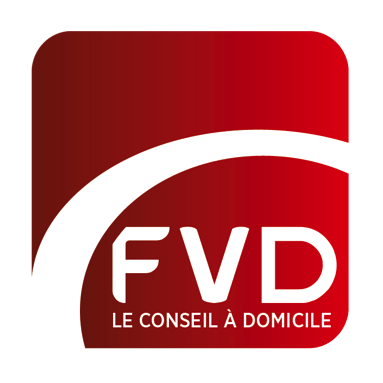 FVD
LE CONSEIL À DOMICILE